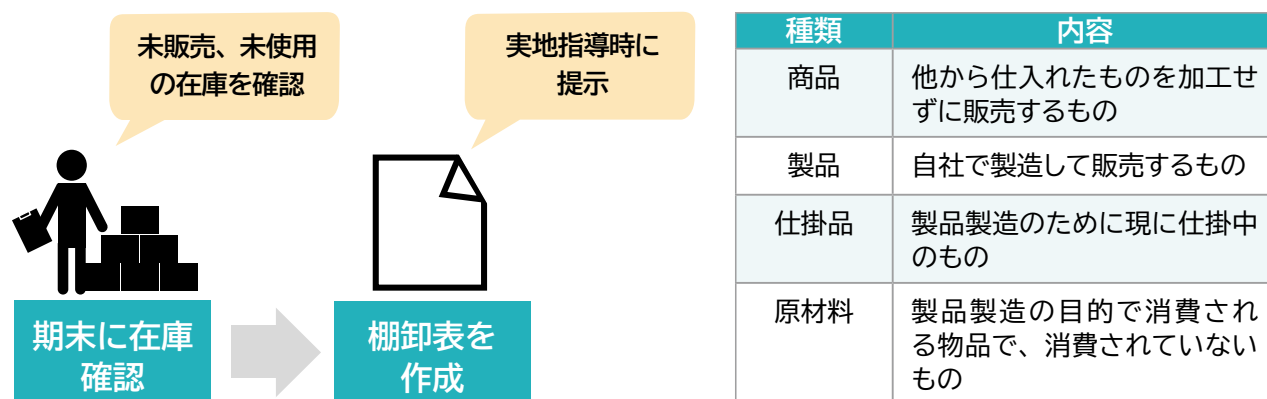 未販売、未使用
の在庫を確認
実地指導時に
提示
期末に在庫
確認
棚卸表を
作成
種類 内容
商品 他から仕入れたものを加工せ
ずに販売するもの
製品 自社で製造して販売するもの
仕掛品 製品製造のために現に仕掛中
のもの
原材料 製品製造の目的で消費され
る物品で、消費されていない
もの